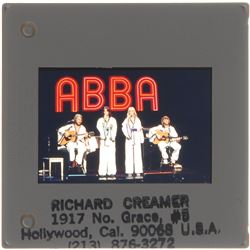 ABBA
RICHARD CREAMER
1917 No. Grace, #5
Hollywood, Cal. 90068 U.S.A.
(213) 876-3272